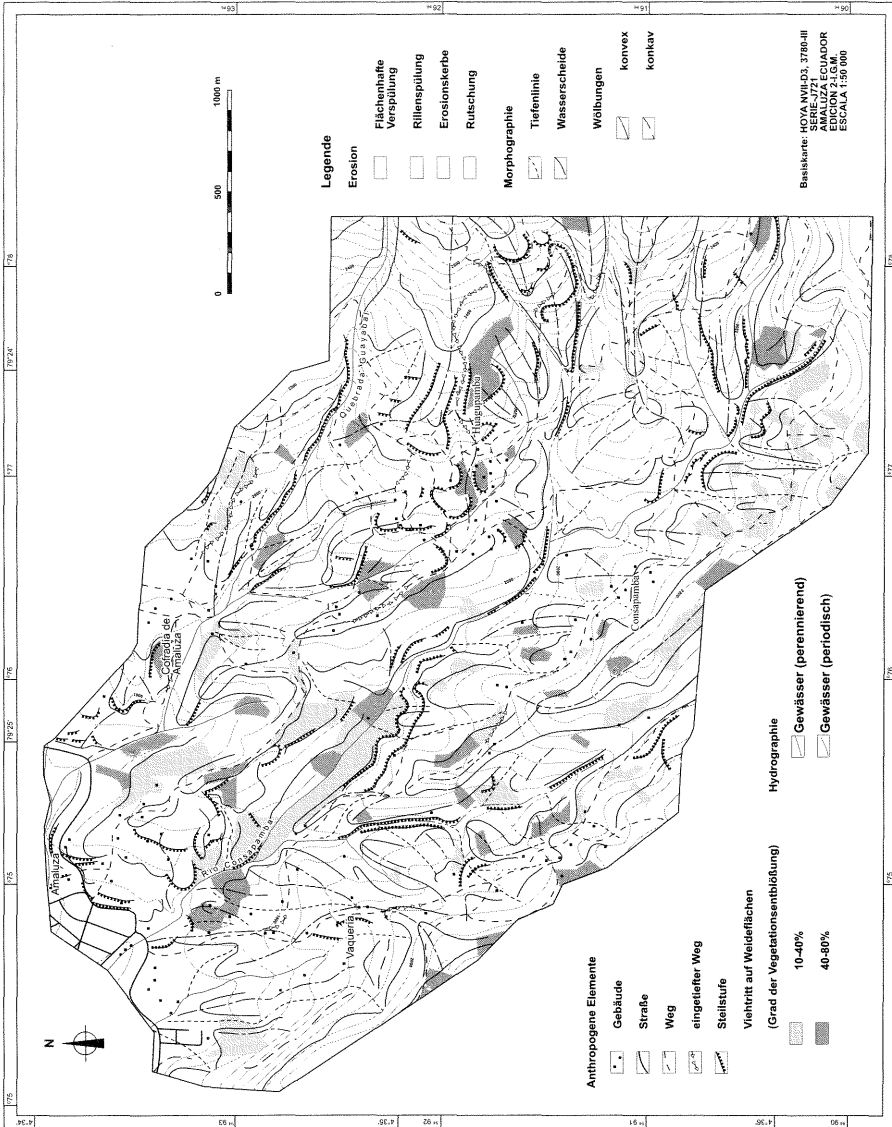 N
0
500
1000 m
Legende
Erosion
Flächenhafte
Verspülung
Rillenspülung
Erosionskerbe
Rutschung
Morphographie
Tiefenlinie
Wasserscheide
Wölbungen
konvex
konkav
Basiskarte: HOYA NVII-D3, 3780-III
SERIE-J721
AMALUZA ECUADOR
EDICION 2-I.G.M.
ESCALA 1:50 000
Anthropogene Elemente
Gebäude
Straße
Weg
eingetiefter Weg
Steilstufe
Viehtritt auf Weideflächen
(Grad der Vegetationsentblößung)
10-40%
40-80%
Hydrographie
Gewässer (perennierend)
Gewässer (periodisch)
Amaluza
Cofradia de
Amaluza
Quebrada Guayabal
Huagupamba
Rio Consapamba
Vaqueria
Consapamba
79°25'
79°24'
4°34'
4°35'
4°36'